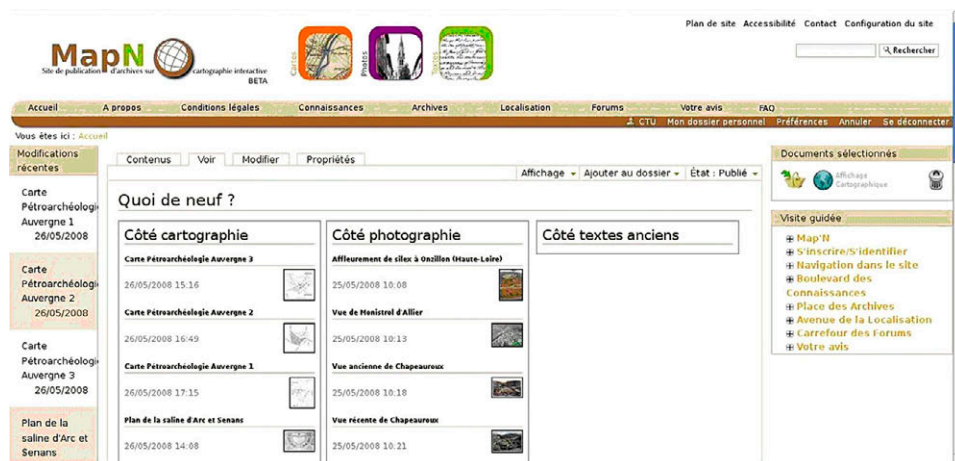 Plan de site Accessibilité Contact Configuration du site
MapN
Site de publication d'archives sur cartographie interactive
BETA
Cartes
Photos
Textes
Rechercher
Accueil A propos Conditions légales Connaissances Archives Localisation Forums Votre avis FAQ
CTU Mon dossier personnel Préférences Annuler Se déconnecter
Vous êtes ici : Accueil
Modifications
récentes
Carte
Pétroarchéologi
Auvergne 1
26/05/2008
Carte
Pétroarchéologi
Auvergne 2
26/05/2008
Carte
Pétroarchéologi
Auvergne 3
26/05/2008
Plan de la
saline d'Arc et
Senans
Contenus Voir Modifier Propriétés
Affichage Ajouter au dossier État : Publié
Quoi de neuf ?
Côté cartographie
Carte Pétroarchéologie Auvergne 3
26/05/2008 15:16
Carte Pétroarchéologie Auvergne 2
26/05/2008 16:49
Carte Pétroarchéologie Auvergne 1
26/05/2008 17:15
Plan de la saline d'Arc et Senans
26/05/2008 14:08
Côté photographie
Affleurement de silex à Onzillon (Haute-Loire)
25/05/2008 10:08
Vue de Monistrol d'Allier
25/05/2008 10:13
Vue ancienne de Chapeauroux
25/05/2008 10:18
Vue récente de Chapeauroux
25/05/2008 10:21
Côté textes anciens
Documents sélectionnés
Affichage
Cartographique
Visite guidée
Map'N
S'inscrire/S'identifier
Navigation dans le site
Boulevard des
Connaissances
Place des Archives
Avenue de la Localisation
Carrefour des Forums
Votre avis